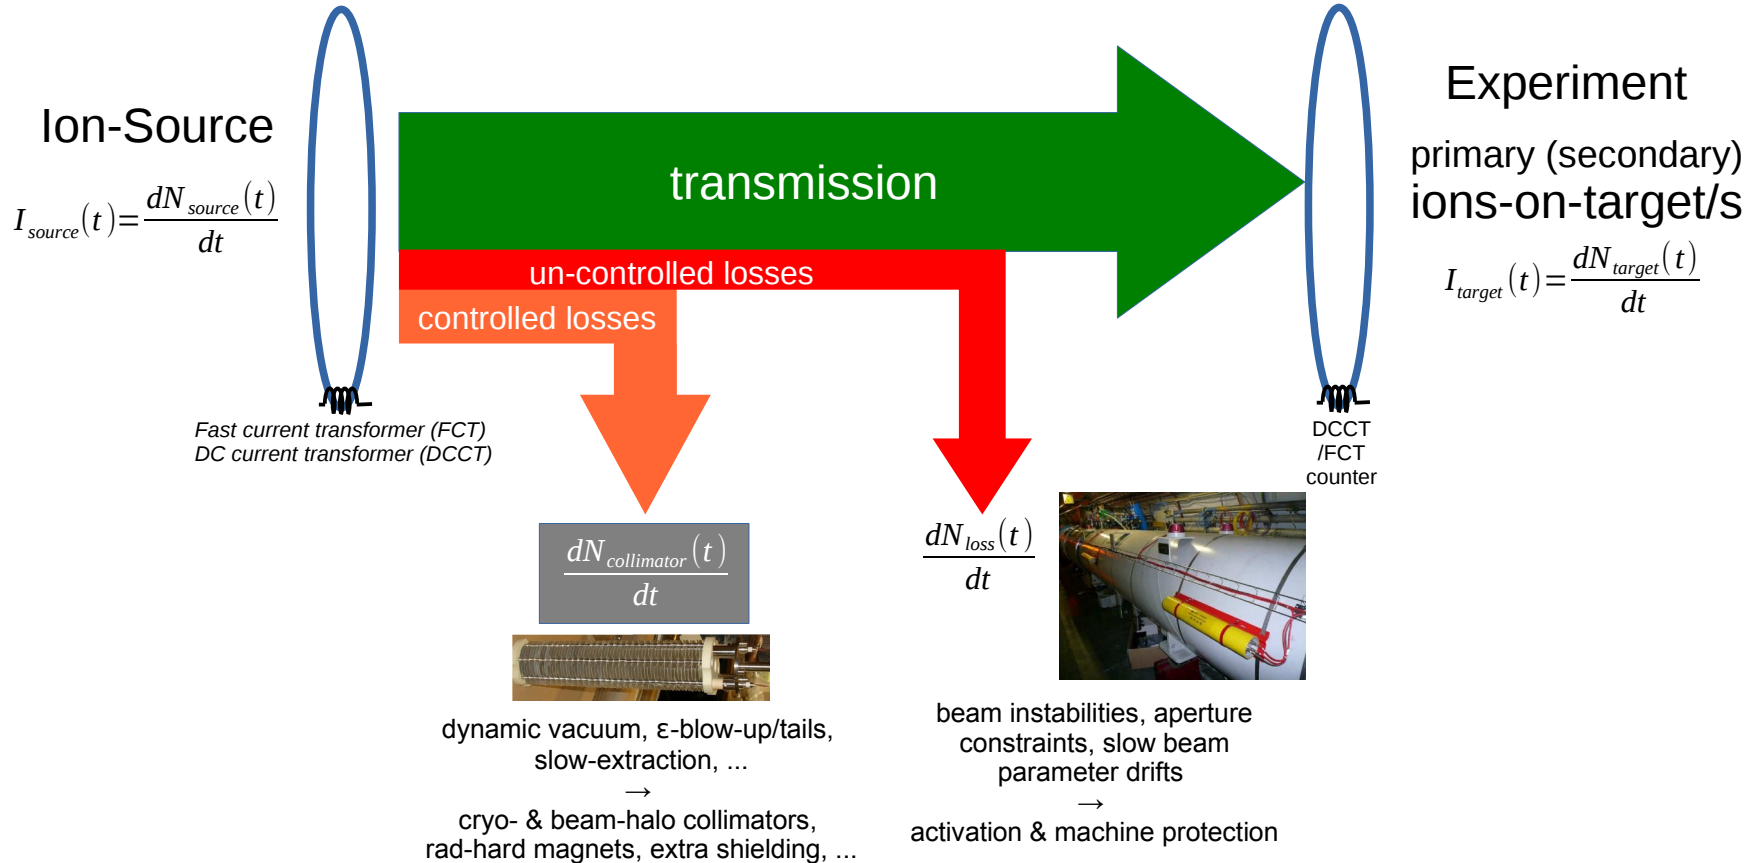 Ion-Source
I_source(t)=dN_source(t)/dt
Fast current transformer (FCT)
DC current transformer (DCCT)
transmission
un-controlled losses
controlled losses
dN_collimator(t)/dt
dynamic vacuum, ε-blow-up/tails,
slow-extraction, ...
→
cryo- & beam-halo collimators,
rad-hard magnets, extra shielding, ...
dN_loss(t)/dt
beam instabilities, aperture
constraints, slow beam
parameter drifts
→
activation & machine protection
Experiment
primary (secondary)
ions-on-target/s
I_target(t)=dN_target(t)/dt
DCCT
/FCT
counter